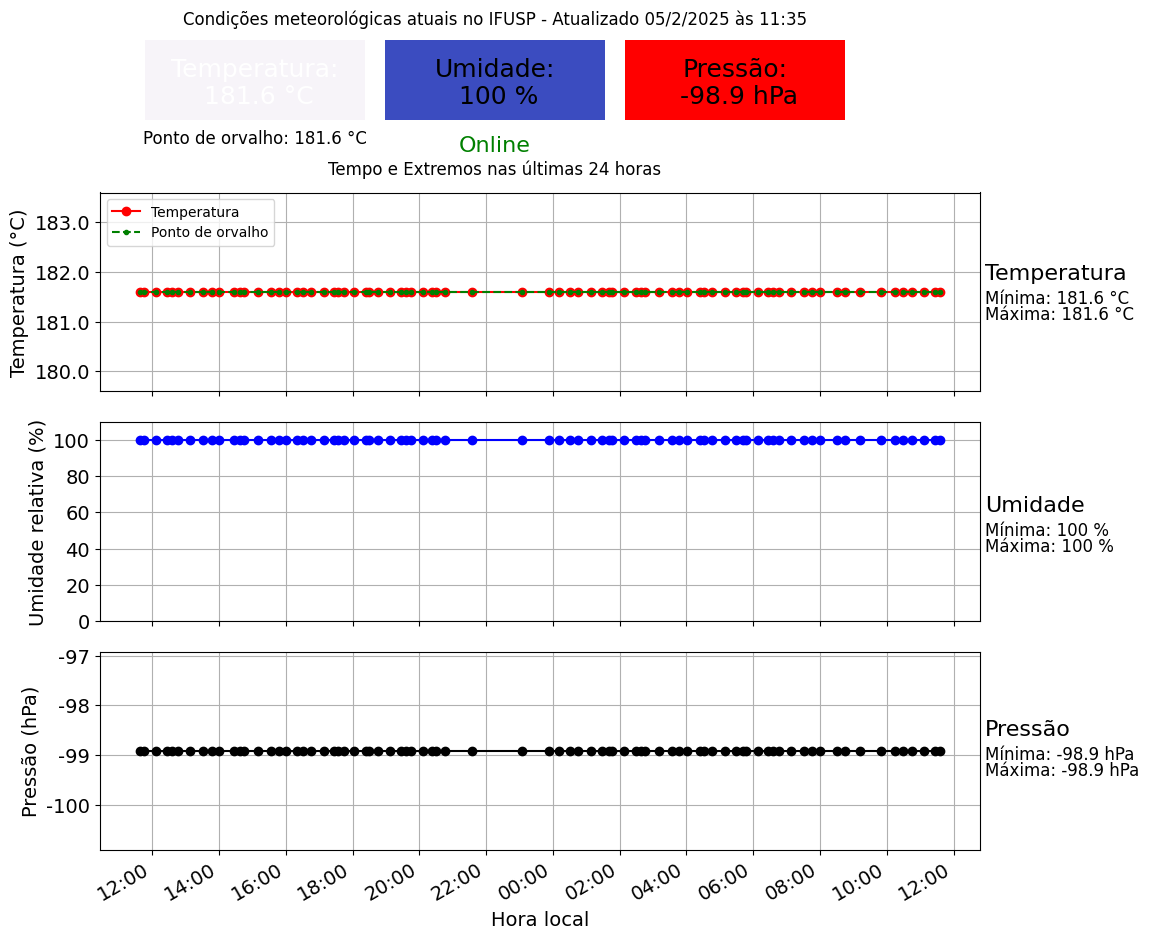 Condições meteorológicas atuais no IFUSP - Atualizado 05/2/2025 às 11:35
Temperatura:
181.6 °C
Umidade:
100 %
Pressão:
-98.9 hPa
Ponto de orvalho: 181.6 °C
Online
Tempo e Extremos nas últimas 24 horas
Temperatura (°C)
183.0
182.0
181.0
180.0
Temperatura
Ponto de orvalho
Temperatura
Mínima: 181.6 °C
Máxima: 181.6 °C
Umidade relativa (%)
100
80
60
40
20
0
Umidade
Mínima: 100 %
Máxima: 100 %
Pressão (hPa)
-97
-98
-99
-100
Pressão
Mínima: -98.9 hPa
Máxima: -98.9 hPa
12:00 14:00 16:00 18:00 20:00 22:00 00:00 02:00 04:00 06:00 08:00 10:00 12:00
Hora local